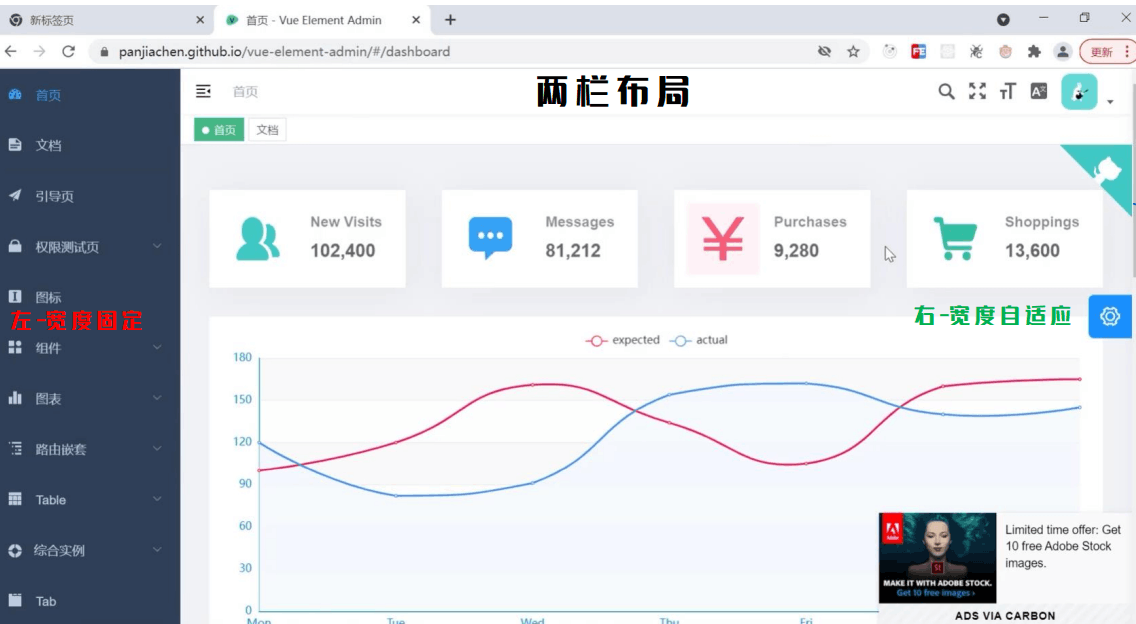 新标签页
首页 - Vue Element Admin
panjiachen.github.io/vue-element-admin/#/dashboard
更新
首页
首页
两栏布局
文档
首页
文档
引导页
权限测试页
New Visits
102,400
Messages
81,212
Purchases
9,280
Shoppings
13,600
图标
左-宽度固定
右-宽度自适应
组件
expected
actual
图表
路由嵌套
Table
综合实例
Tab
180
150
120
90
60
30
0
Mon
Tue
Wed
Thu
Fri
Adobe
St
MAKE IT WITH ADOBE STOCK.
Get 10 free images ›
Limited time offer: Get
10 free Adobe Stock
images.
ADS VIA CARBON